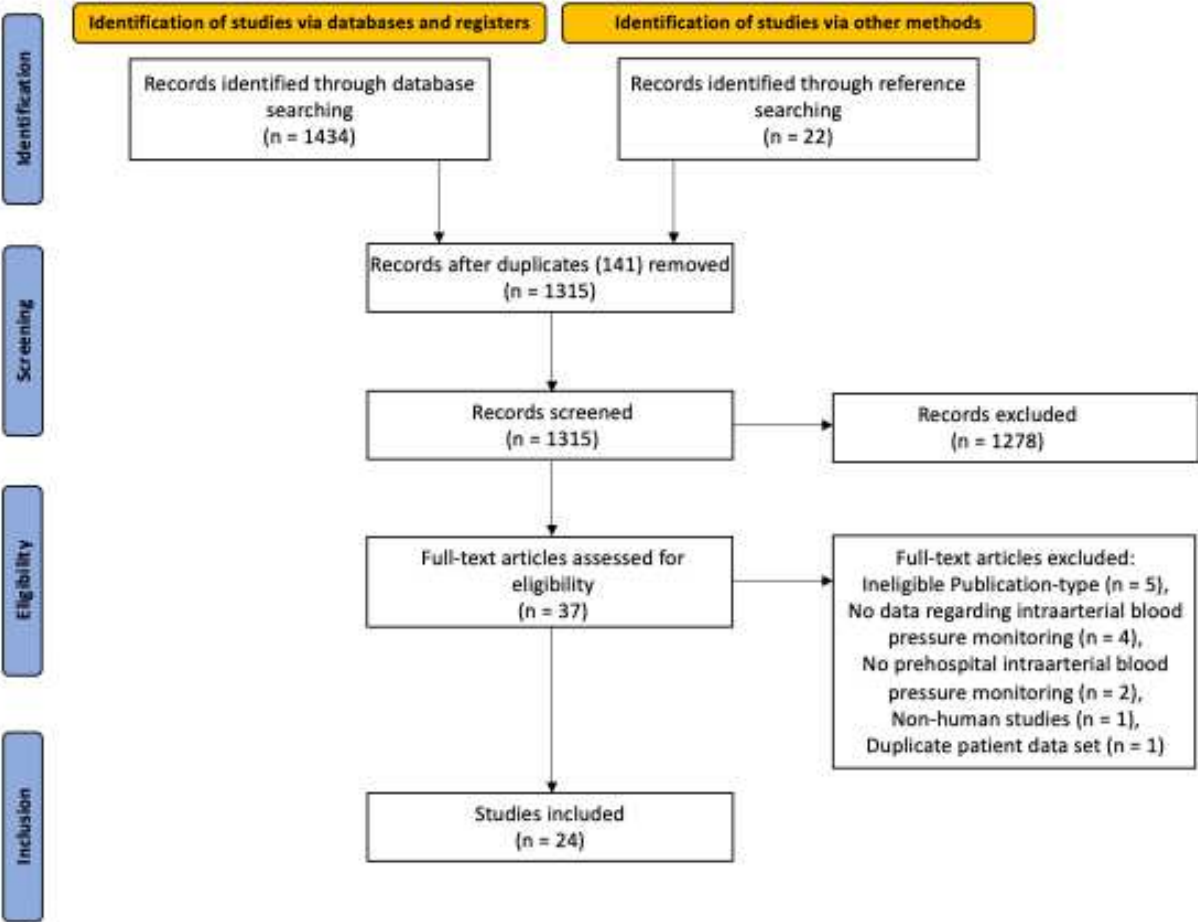 Identification of studies via databases and registers
Identification of studies via other methods
Identification
Records identified through database
searching
(n = 1434)
Records identified through reference
searching
(n = 22)
Screening
Records after duplicates (141) removed
(n = 1315)
Records screened
(n = 1315)
Records excluded
(n = 1278)
Eligibility
Full-text articles assessed for
eligibility
(n = 37)
Full-text articles excluded:
Ineligible Publication-type (n = 5),
No data regarding intraarterial blood
pressure monitoring (n = 4),
No prehospital intraarterial blood
pressure monitoring (n = 2),
Non-human studies (n = 1),
Duplicate patient data set (n = 1)
Inclusion
Studies included
(n = 24)